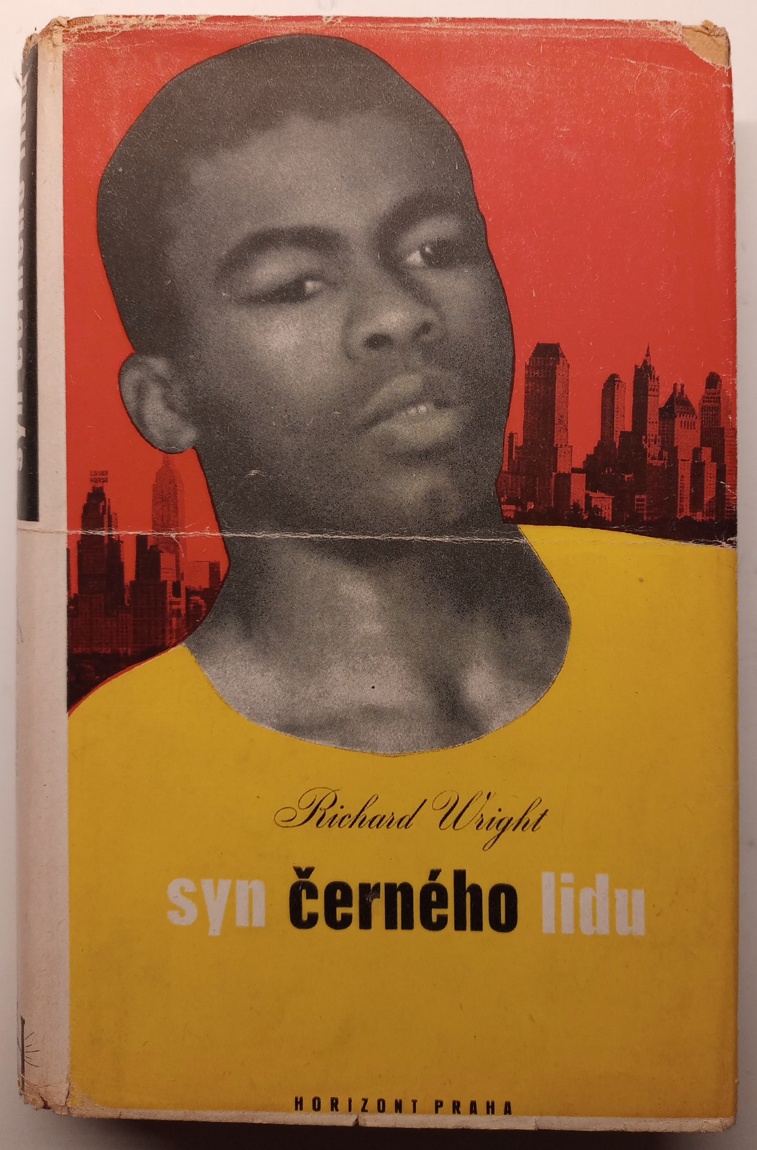 Richard Wright
syn černého lidu
HORIZONT PRAHA